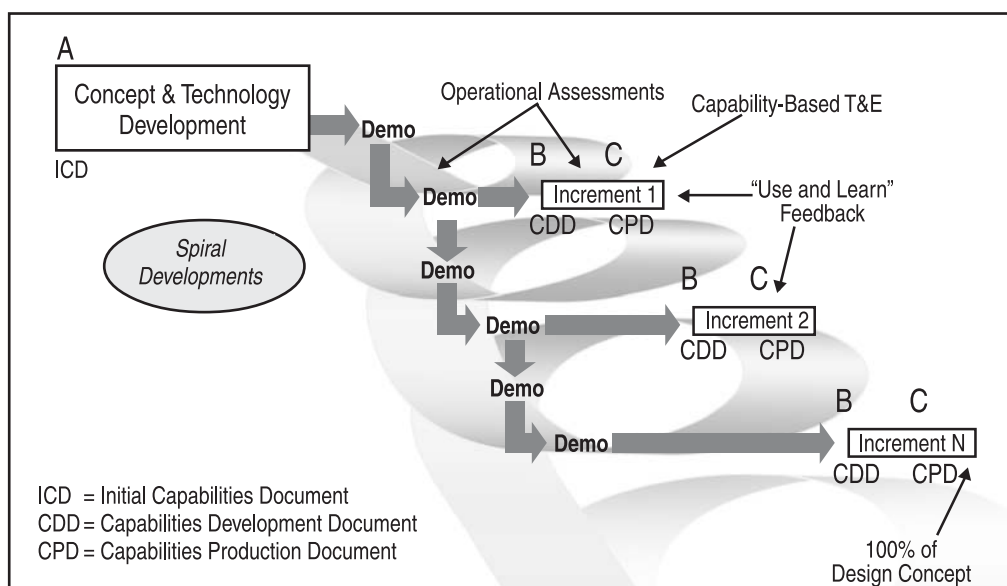 A
Concept & Technology
Development
ICD
Operational Assessments
Capability-Based T&E
Demo
B C
Demo
Increment 1
CDD CPD
“Use and Learn”
Feedback
Spiral
Developments
Demo
B C
Demo
Increment 2
CDD CPD
Demo
B C
Demo
Increment N
CDD CPD
ICD = Initial Capabilities Document
CDD = Capabilities Development Document
CPD = Capabilities Production Document
100% of
Design Concept